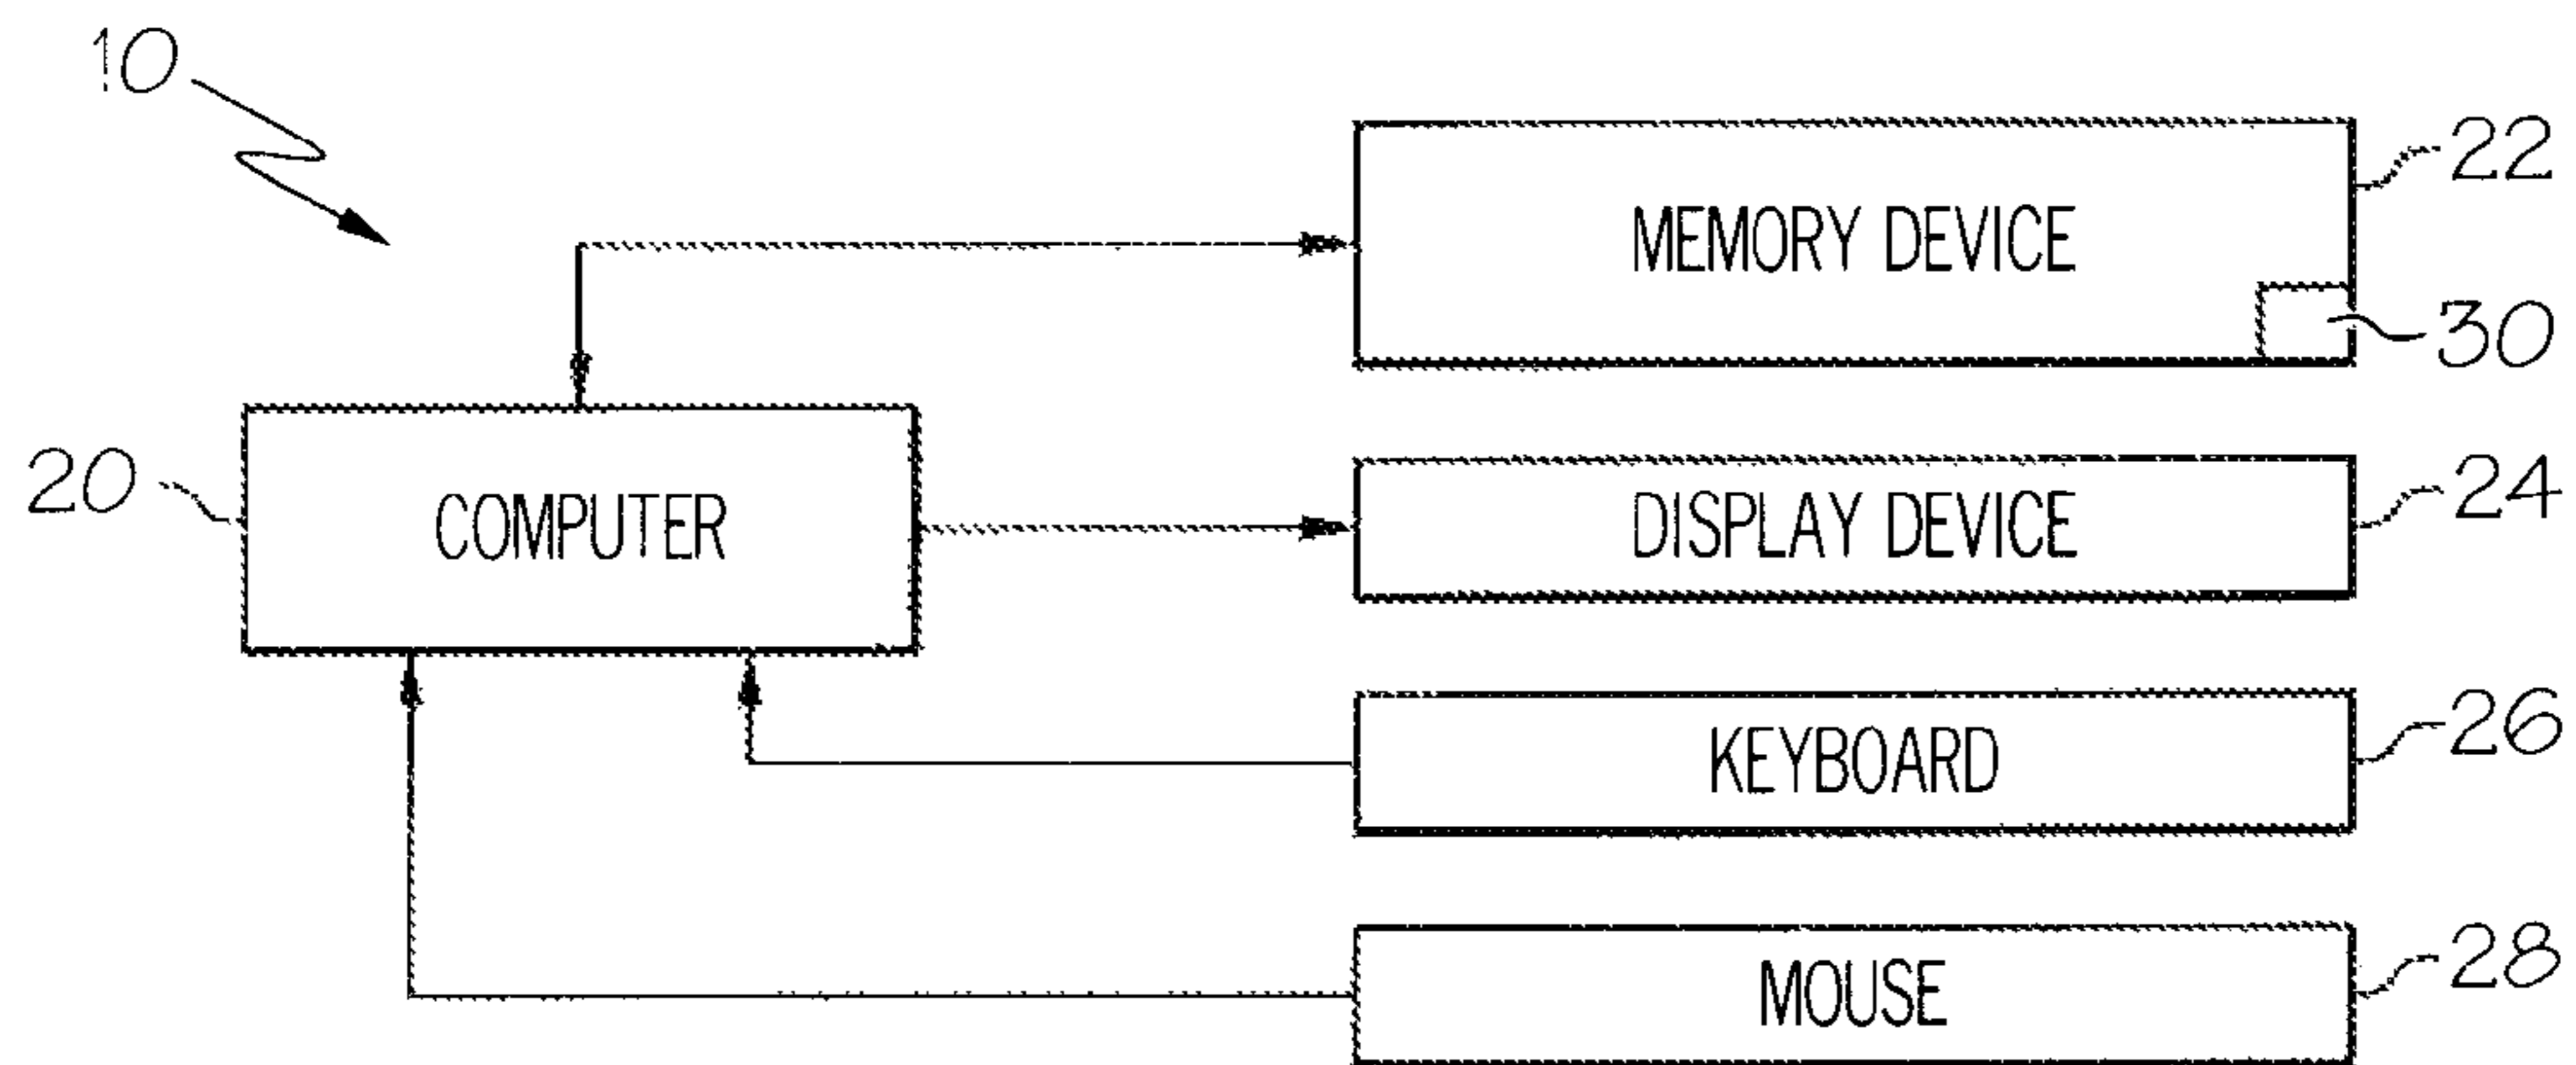 10
MEMORY DEVICE
22
30
20
COMPUTER
DISPLAY DEVICE
24
KEYBOARD
26
MOUSE
28